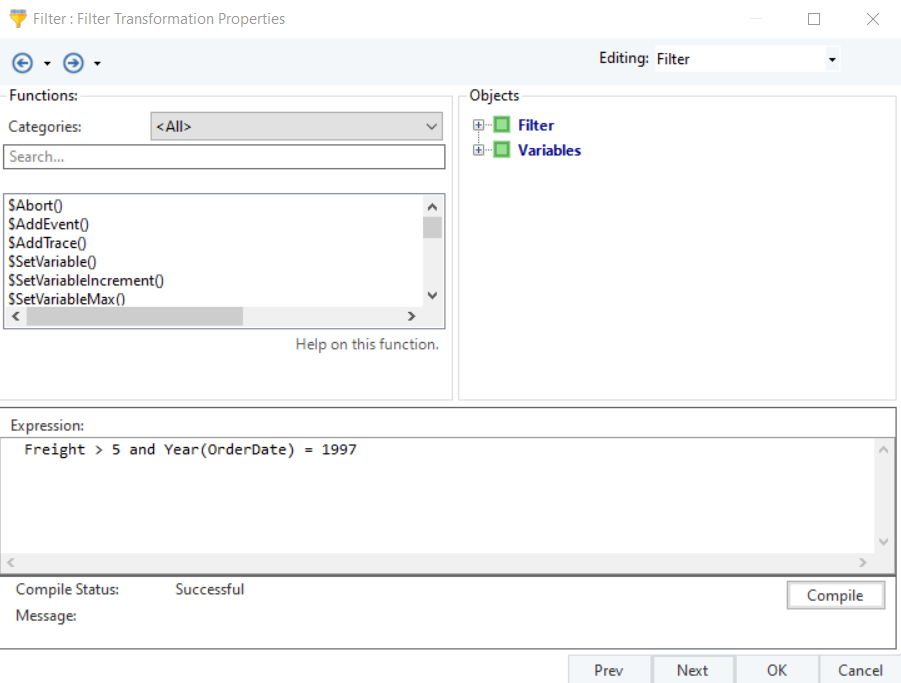 Filter : Filter Transformation Properties
Editing: Filter
Functions:
Categories: <All>
Search...
$Abort()
$AddEvent()
$AddTrace()
$SetVariable()
$SetVariableIncrement()
$SetVariableMax()
Help on this function.
Objects
Filter
Variables
Expression:
Freight > 5 and Year(OrderDate) = 1997
Compile Status: Successful
Compile
Message:
Prev Next OK Cancel